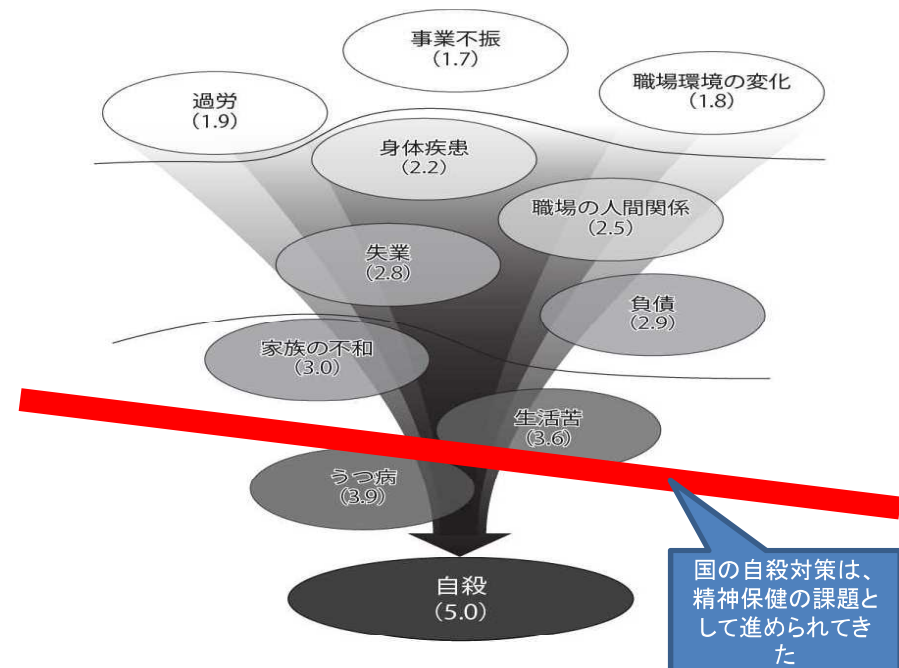 事業不振
(1.7)
職場環境の変化
(1.8)
過労
(1.9)
身体疾患
(2.2)
職場の人間関係
(2.5)
失業
(2.8)
負債
(2.9)
家族の不和
(3.0)
生活苦
(3.6)
うつ病
(3.9)
自殺
(5.0)
国の自殺対策は、
精神保健の課題と
して進められてき
た